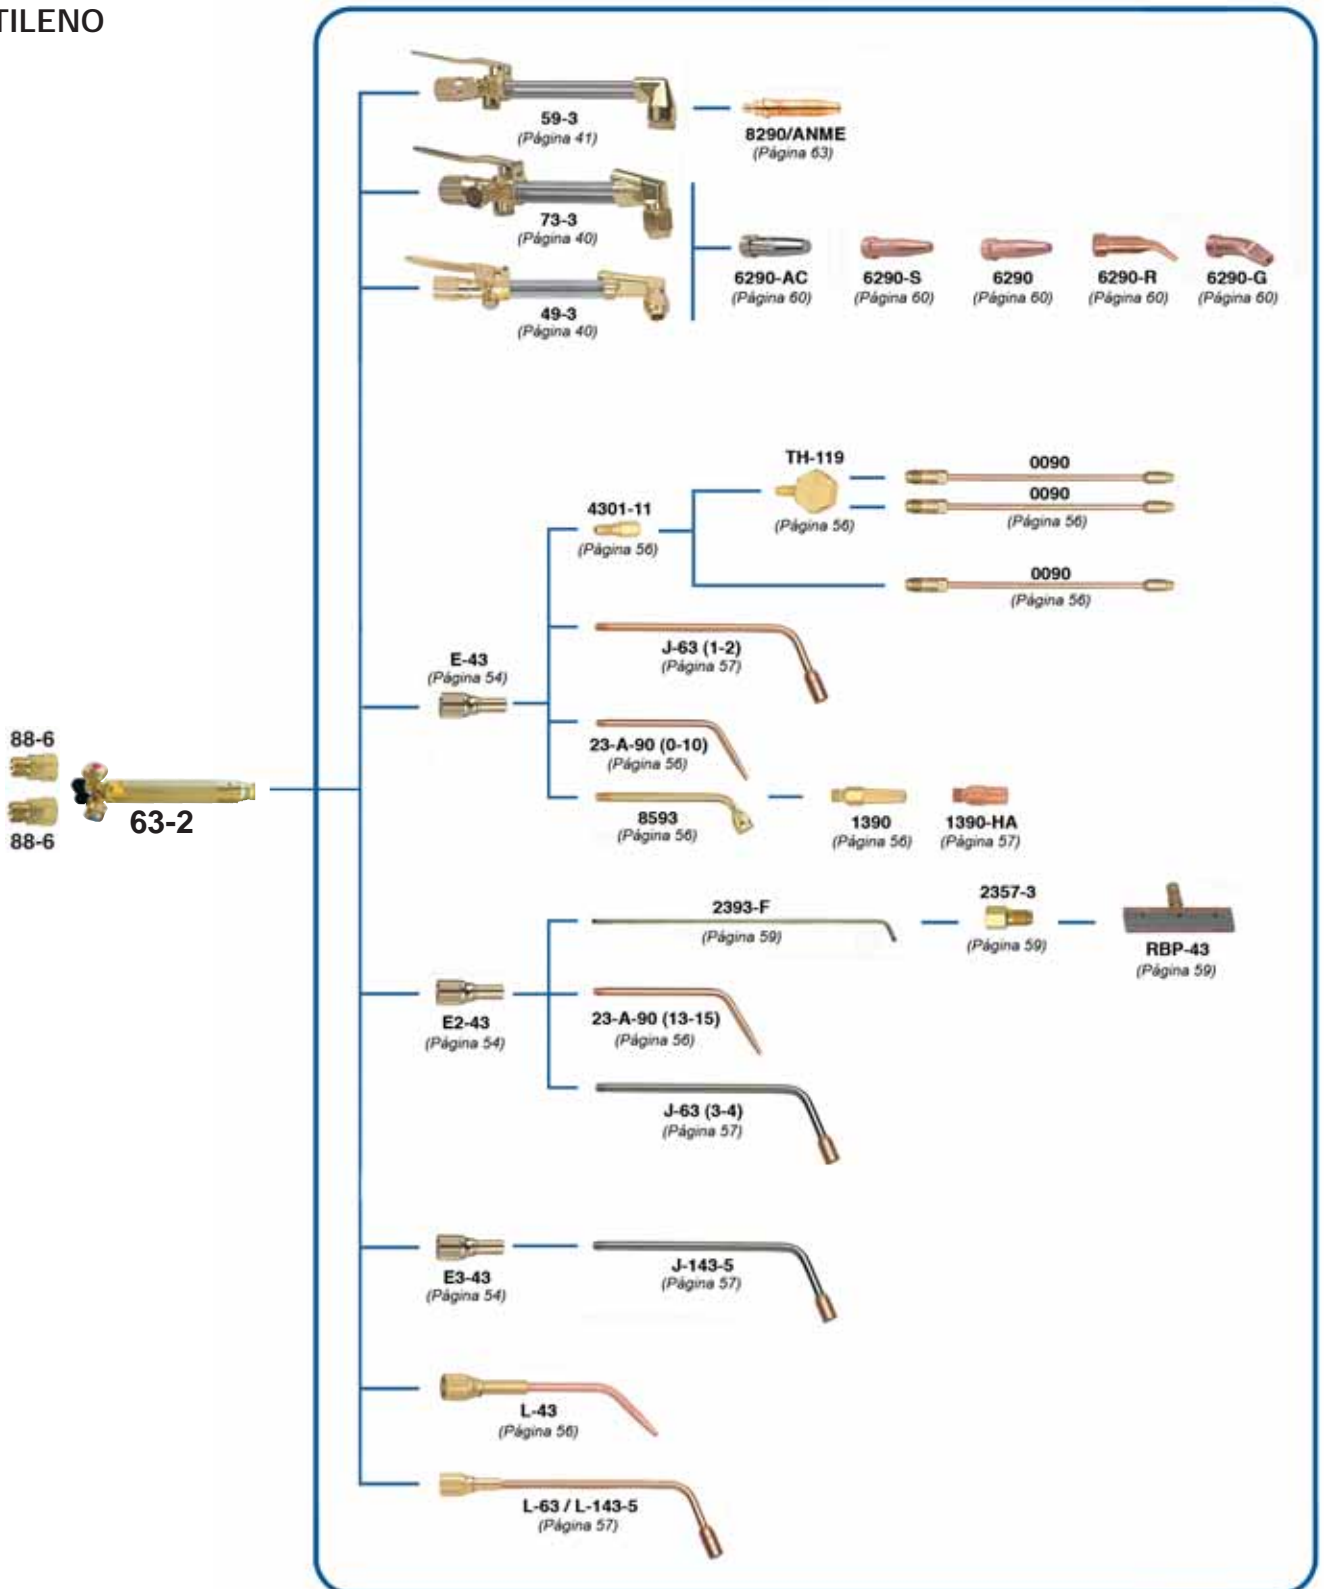 TILENO
59-3
(Página 41)
8290/ANME
(Página 63)
73-3
(Página 40)
49-3
(Página 40)
6290-AC
(Página 60)
6290-S
(Página 60)
6290
(Página 60)
6290-R
(Página 60)
6290-G
(Página 60)
TH-119
(Página 56)
0090
0090
(Página 56)
4301-11
(Página 56)
0090
(Página 56)
J-63 (1-2)
(Página 57)
E-43
(Página 54)
23-A-90 (0-10)
(Página 56)
8593
(Página 56)
1390
(Página 56)
1390-HA
(Página 57)
88-6
63-2
88-6
2393-F
(Página 59)
2357-3
(Página 59)
RBP-43
(Página 59)
E2-43
(Página 54)
23-A-90 (13-15)
(Página 56)
J-63 (3-4)
(Página 57)
E3-43
(Página 54)
J-143-5
(Página 57)
L-43
(Página 56)
L-63 / L-143-5
(Página 57)